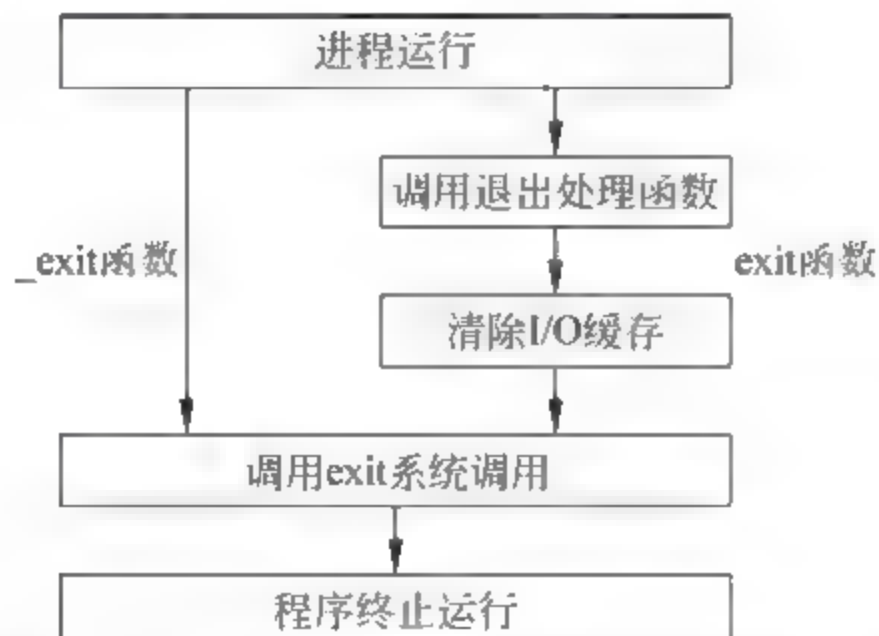 进程运行
调用退出处理函数
_exit函数
exit函数
清除I/O缓存
调用exit系统调用
程序终止运行